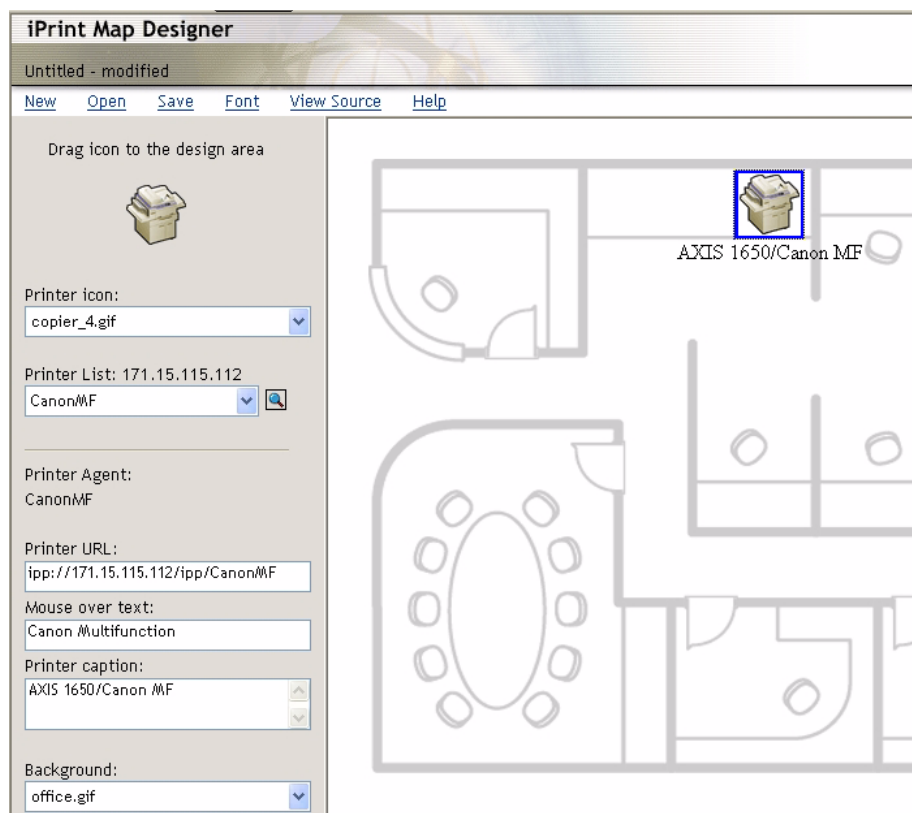 iPrint Map Designer
Untitled - modified
New Open Save Font View Source Help
Drag icon to the design area
Printer icon:
copier_4.gif
Printer List: 171.15.115.112
CanonMF
Printer Agent:
CanonMF
Printer URL:
ipp://171.15.115.112/ipp/CanonMF
Mouse over text:
Canon Multifunction
Printer caption:
AXIS 1650/Canon MF
Background:
office.gif
AXIS 1650/Canon MF